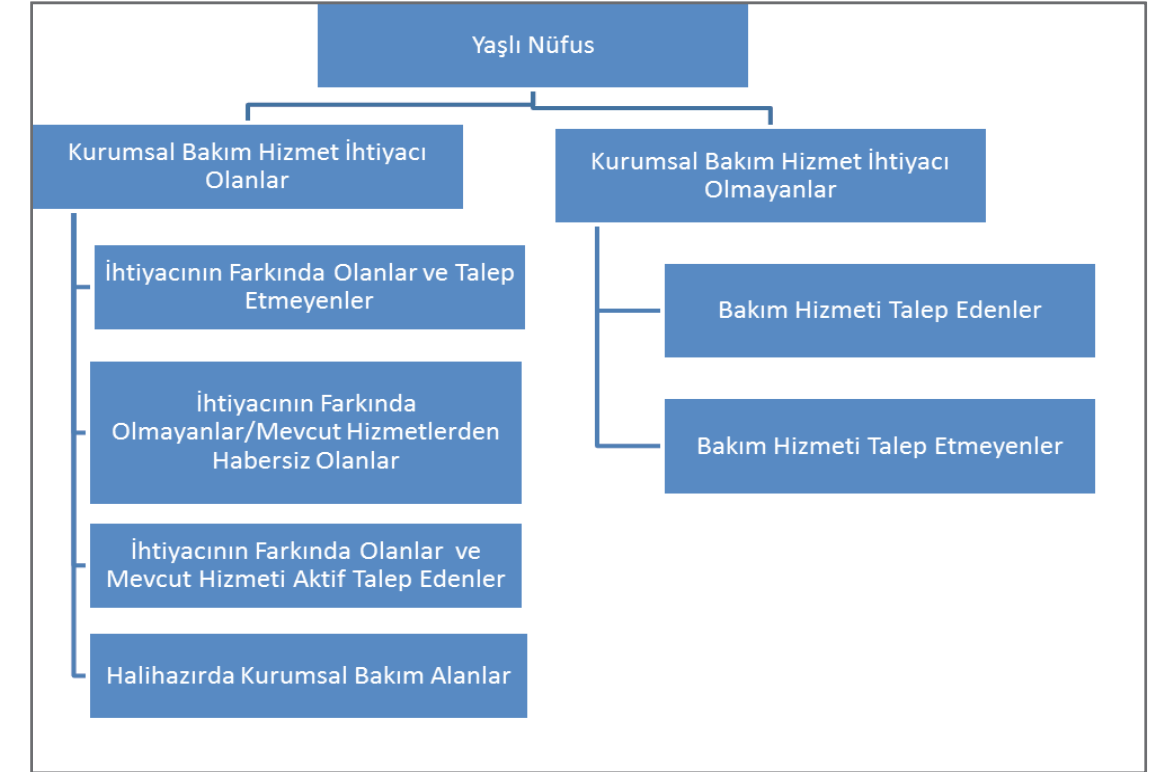 Yaşlı Nüfus
Kurumsal Bakım Hizmet İhtiyacı
Olanlar
İhtiyacının Farkında Olanlar ve Talep
Etmeyenler
İhtiyacının Farkında
Olmayanlar/Mevcut Hizmetlerden
Habersiz Olanlar
İhtiyacının Farkında Olanlar ve
Mevcut Hizmeti Aktif Talep Edenler
Halihazırda Kurumsal Bakım Alanlar
Kurumsal Bakım Hizmet İhtiyacı
Olmayanlar
Bakım Hizmeti Talep Edenler
Bakım Hizmeti Talep Etmeyenler